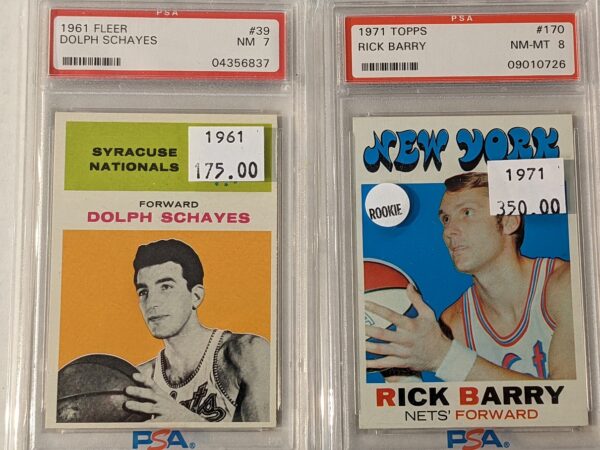 PSA
1961 FLEER #39
DOLPH SCHAYES NM 7
04356837
SYRACUSE
NATIONALS
1961
175.00
FORWARD
DOLPH SCHAYES
PSA
PSA
1971 TOPPS #170
RICK BARRY NM-MT 8
09010726
NEW YORK
1971
350.00
ROOKIE
RICK BARRY
NETS' FORWARD
PSA